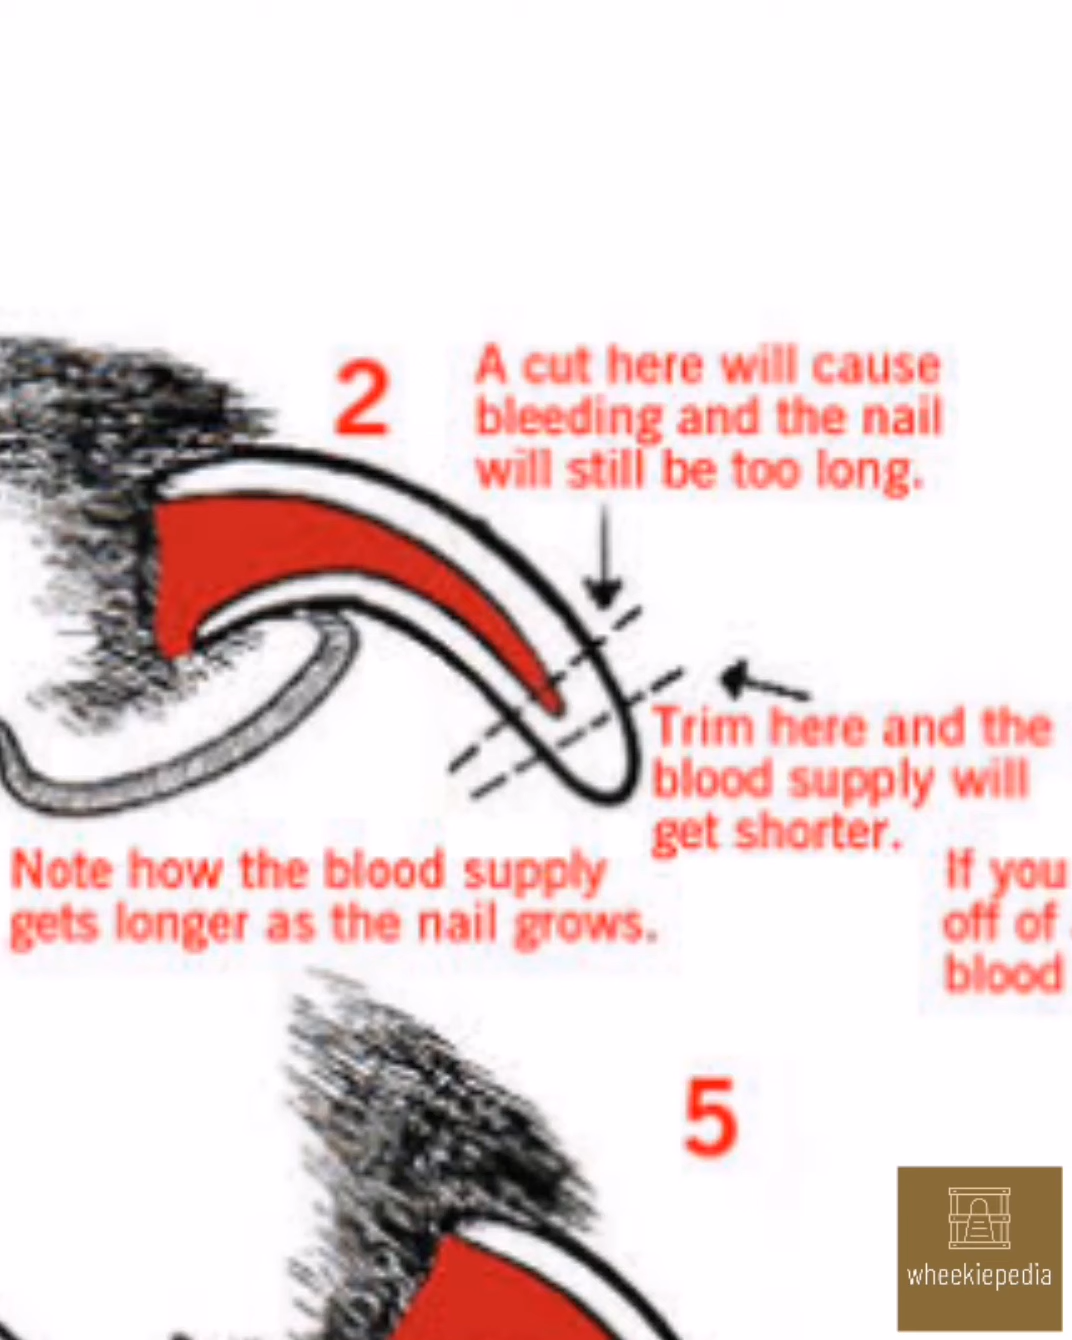 2
A cut here will cause
bleeding and the nail
will still be too long.
Trim here and the
blood supply will
get shorter.
Note how the blood supply
gets longer as the nail grows.
If you
off of
blood
5
wheekiepedia